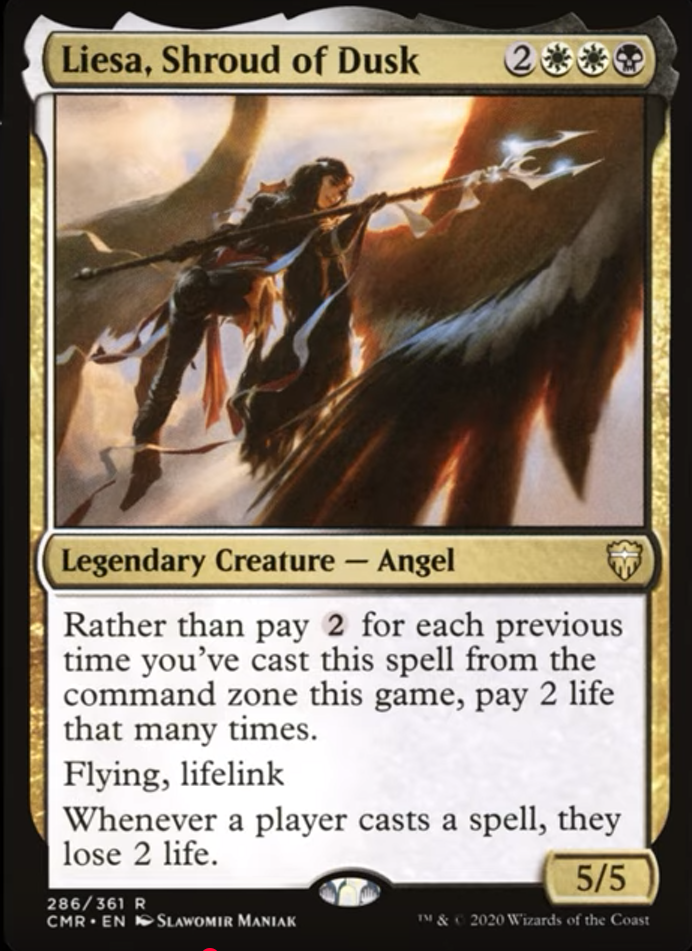 Liesa, Shroud of Dusk 2
Legendary Creature — Angel
Rather than pay 2 for each previous
time you've cast this spell from the
command zone this game, pay 2 life
that many times.
Flying, lifelink
Whenever a player casts a spell, they
lose 2 life.
5/5
286/361 R
CMR • EN SLAWOMIR MANIAK ™ & © 2020 Wizards of the Coast